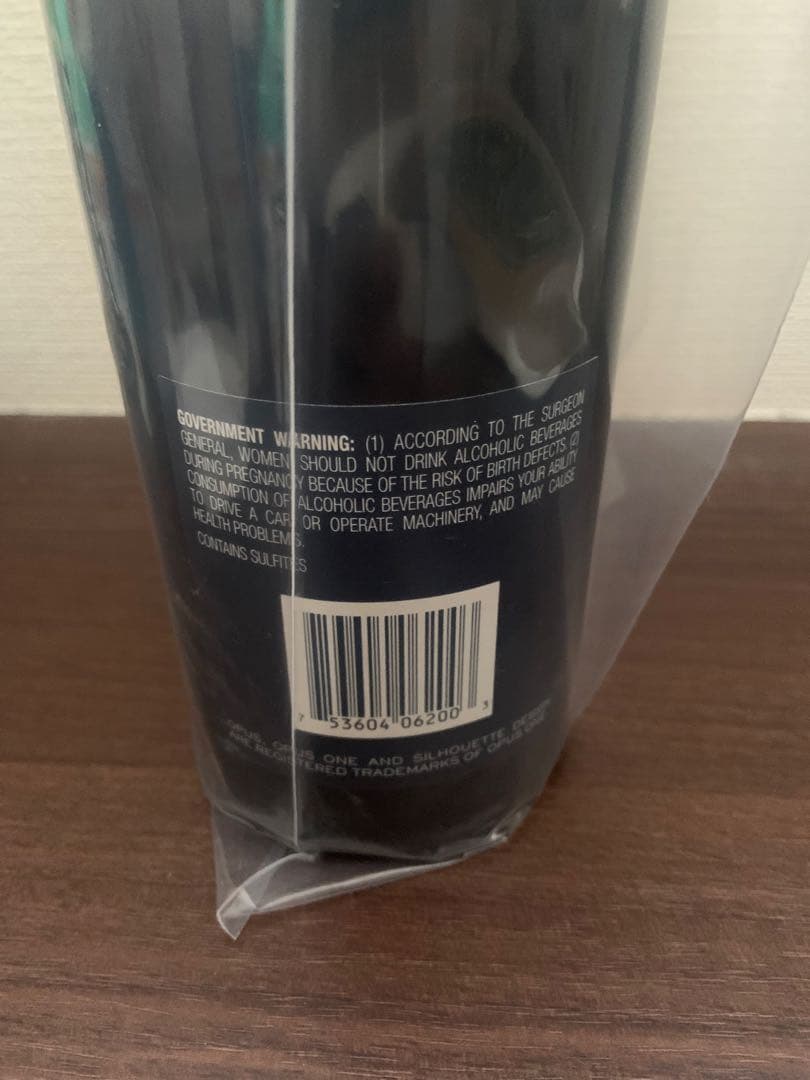 GOVERNMENT WARNING: (1) ACCORDING TO THE SURGEON
GENERAL, WOMEN SHOULD NOT DRINK ALCOHOLIC BEVERAGES
DURING PREGNANCY BECAUSE OF THE RISK OF BIRTH DEFECTS. (2)
CONSUMPTION OF ALCOHOLIC BEVERAGES IMPAIRS YOUR ABILITY
TO DRIVE A CAR OR OPERATE MACHINERY, AND MAY CAUSE
HEALTH PROBLEMS.
CONTAINS SULFITES
7 53604 06200 3
OPUS, OPUS ONE AND SILHOUETTE DESIGN
ARE REGISTERED TRADEMARKS OF OPUS ONE